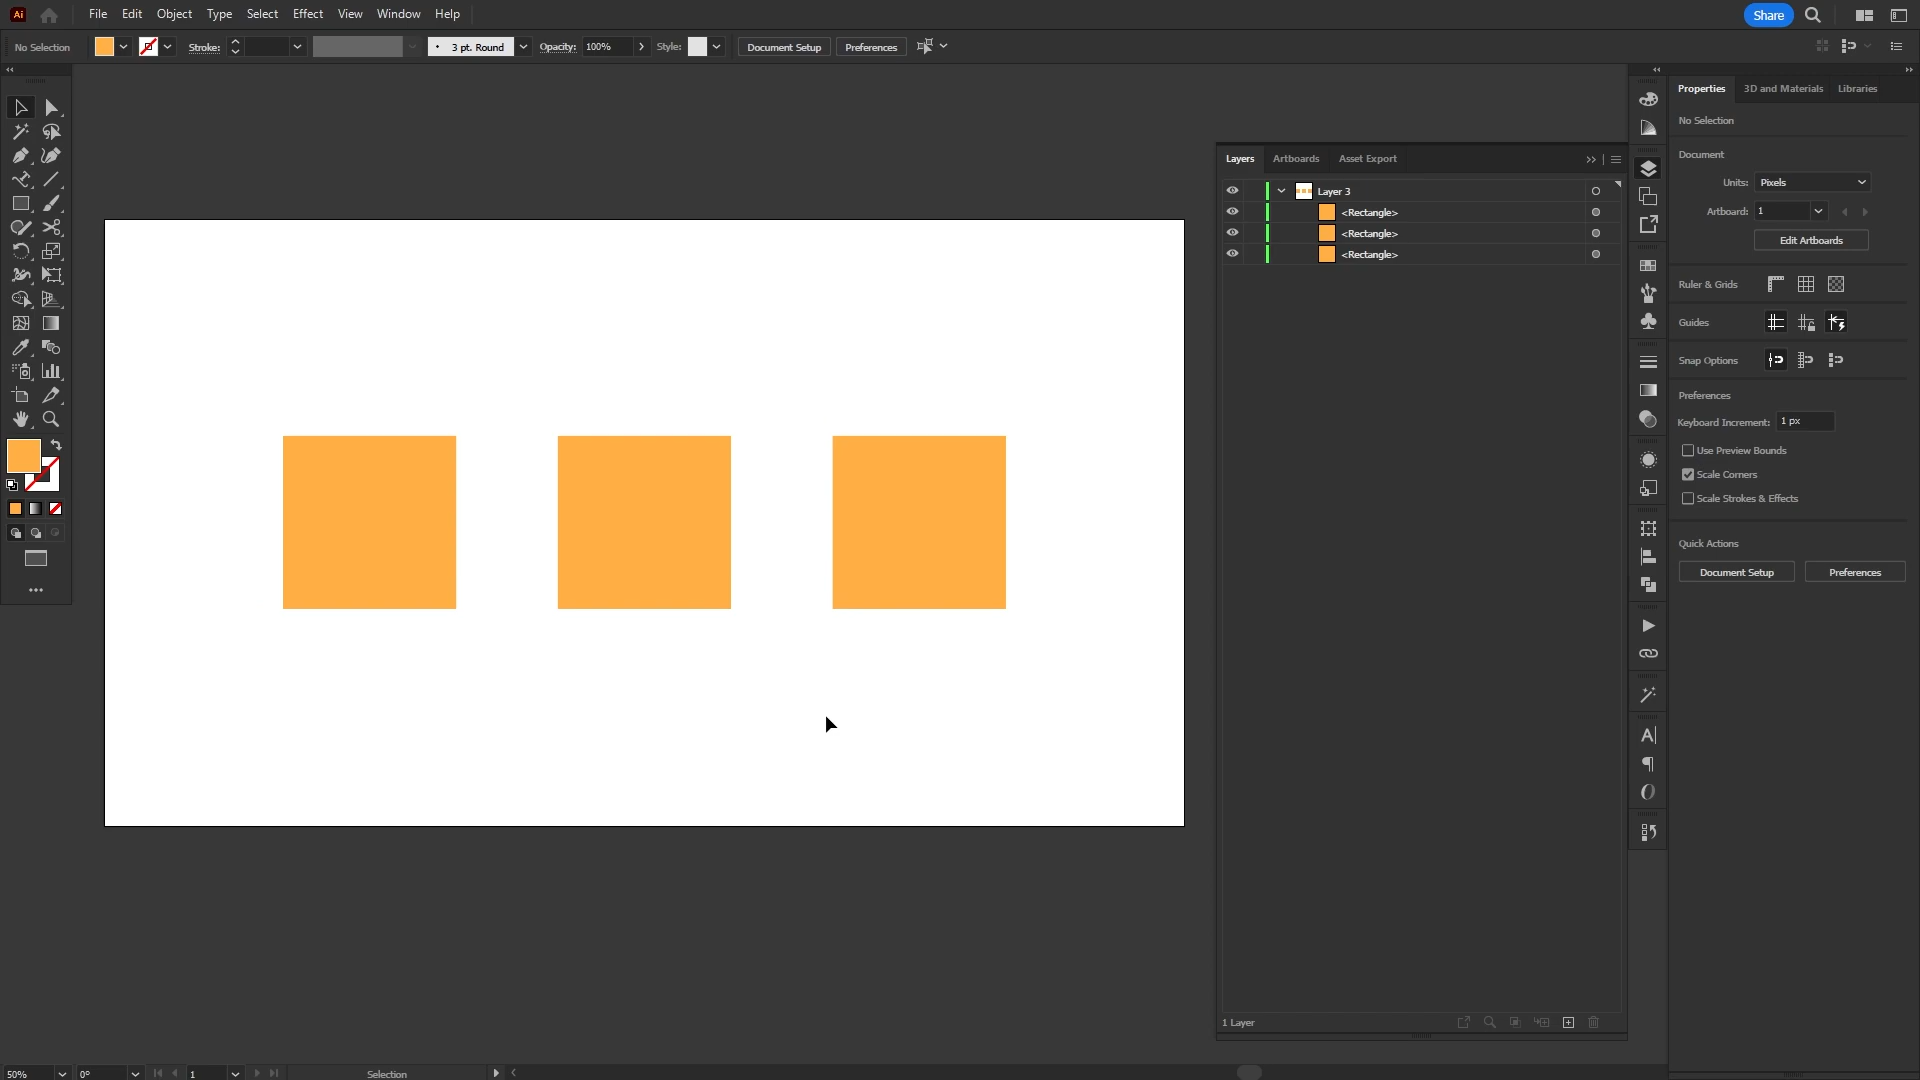 Ai File Edit Object Type Select Effect View Window Help Share
No Selection Stroke: 3 pt. Round Opacity: 100% Style: Document Setup Preferences
Properties 3D and Materials Libraries
No Selection
Document
Units: Pixels
Artboard: 1
Edit Artboards
Ruler & Grids
Guides
Snap Options
Preferences
Keyboard Increment: 1 px
Use Preview Bounds
Scale Corners
Scale Strokes & Effects
Quick Actions
Document Setup Preferences
Layers Artboards Asset Export
Layer 3
<Rectangle>
<Rectangle>
<Rectangle>
1 Layer
50% 0° 1 Selection